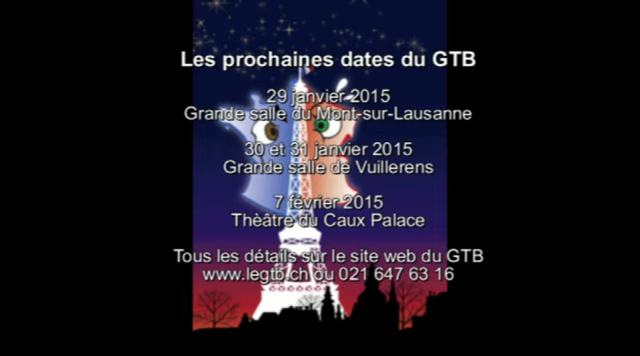 Les prochaines dates du GTB
29 janvier 2015
Grande salle du Mont-sur-Lausanne
30 et 31 janvier 2015
Grande salle de Vuillerens
7 février 2015
Thèâtre du Caux Palace
Tous les détails sur le site web du GTB
www.legtb.ch ou 021 647 63 16